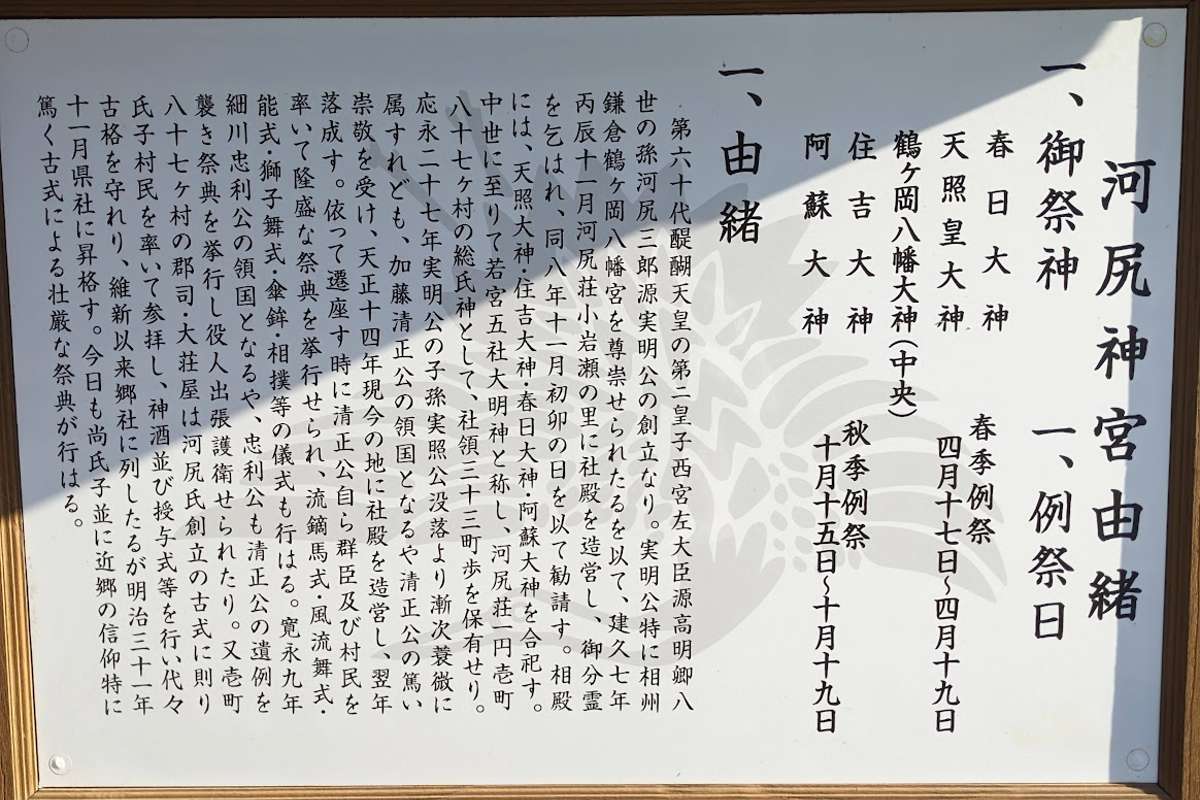 河尻神宮由緒
一、御祭神
春日大神
天照皇大神
鶴ヶ岡八幡大神(中央)
住吉大神
阿蘇大神
一、例祭日
春季例祭
四月十七日~四月十九日
秋季例祭
十月十五日~十月十九日
一、由緒
第六十代醍醐天皇の第二皇子西宮左大臣源高明卿八
世の孫河尻三郎源実明公の創立なり。実明公特に相州
鎌倉鶴ヶ岡八幡宮を尊崇せられたるを以て、建久七年
丙辰十一月河尻荘小岩瀬の里に社殿を造営し、御分霊
を乞はれ、同八年十一月初卯の日を以て勧請す。相殿
には、天照大神・住吉大神・春日大神・阿蘇大神を合祀す。
中世に至りて若宮五社大明神と称し、河尻荘一円壱町
八十七ヶ村の総氏神として、社領三十三町歩を保有せり。
応永二十七年実明公の子孫実照公没落より漸次蓑微に
属すれども、加藤清正公の領国となるや清正公の篤い
崇敬を受け、天正十四年現今の地に社殿を造営し、翌年
落成す。依って遷座す時に清正公自ら群臣及び村民を
率いて隆盛な祭典を挙行せられ、流鏑馬式・風流舞式・
能式・獅子舞式・傘鉾・相撲等の儀式も行はる。寛永九年
細川忠利公の領国となるや、忠利公も清正公の遺例を
襲き祭典を挙行し役人出張護衛せられたり。又壱町
八十七ヶ村の郡司・大荘屋は河尻氏創立の古式に則り
氏子村民を率いて参拝し、神酒並び授与式等を行い代々
古格を守れり、維新以来郷社に列したるが明治三十一年
十一月県社に昇格す。今日も尚氏子並に近郷の信仰特に
篤く古式による壮厳な祭典が行はる。